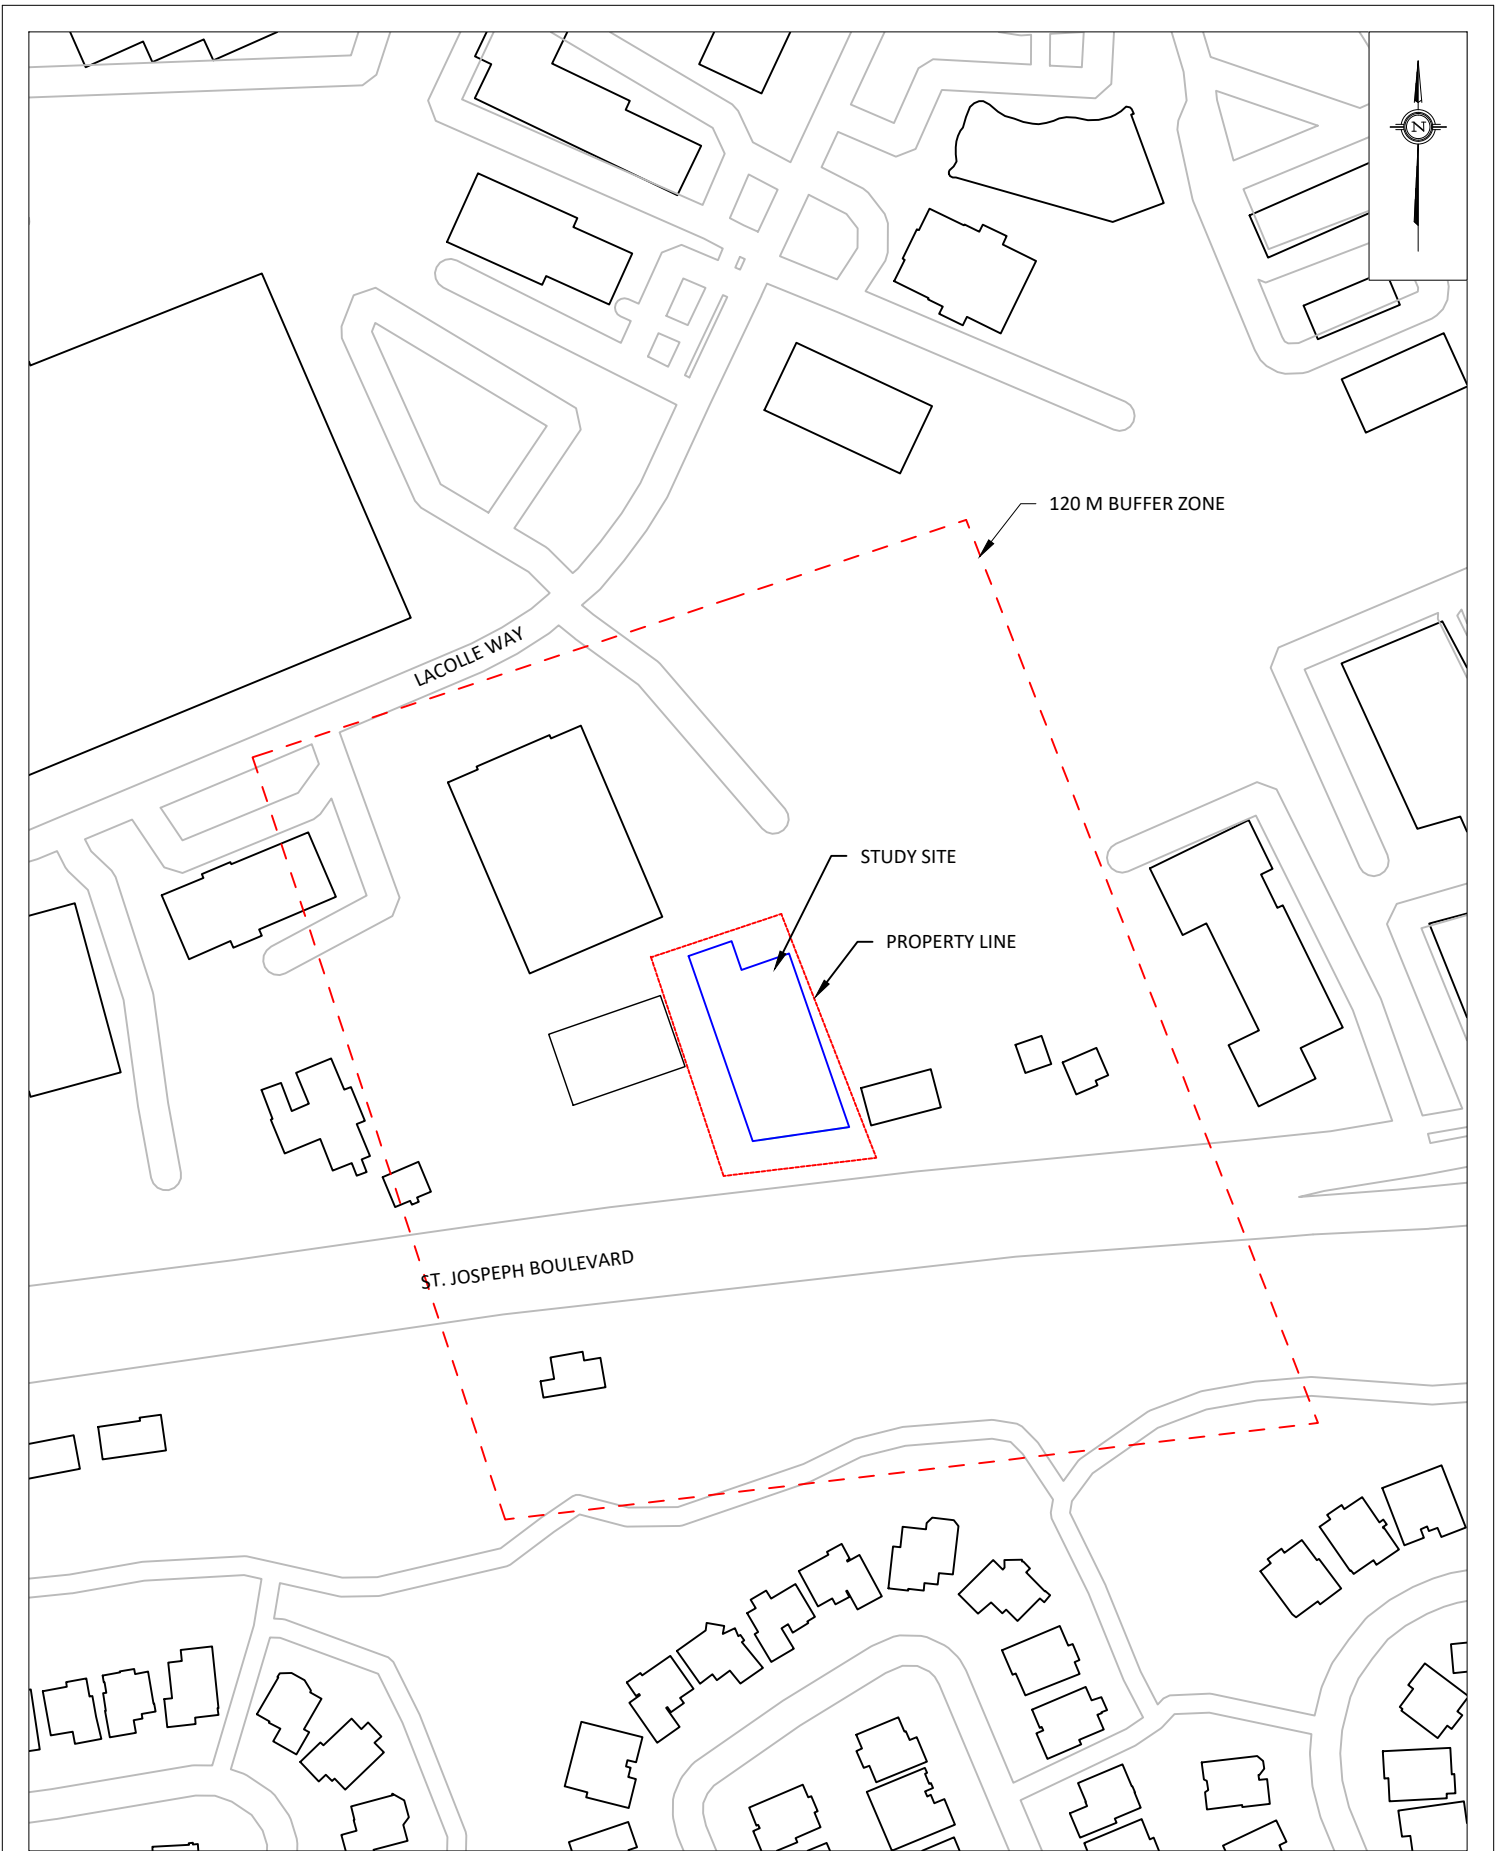 N
120 M BUFFER ZONE
LACOLLE WAY
STUDY SITE
PROPERTY LINE
ST. JOSPEPH BOULEVARD